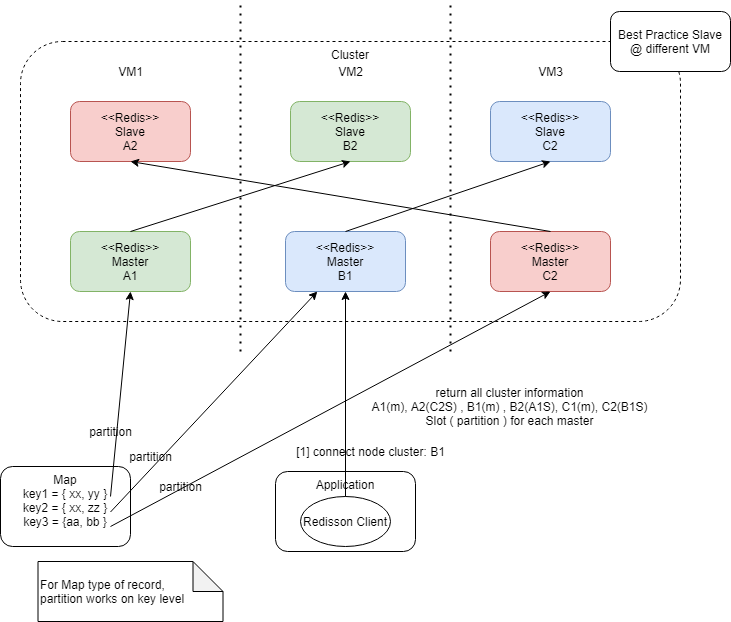 Best Practice Slave
@ different VM
Cluster
VM1
VM2
VM3
<<Redis>>
Slave
A2
<<Redis>>
Slave
B2
<<Redis>>
Slave
C2
<<Redis>>
Master
A1
<<Redis>>
Master
B1
<<Redis>>
Master
C2
return all cluster information
A1(m), A2(C2S) , B1(m) , B2(A1S), C1(m), C2(B1S)
Slot ( partition ) for each master
partition
partition
partition
[1] connect node cluster: B1
Map
key1 = { xx, yy }
key2 = { xx, zz }
key3 = {aa, bb }
Application
Redisson Client
For Map type of record,
partition works on key level